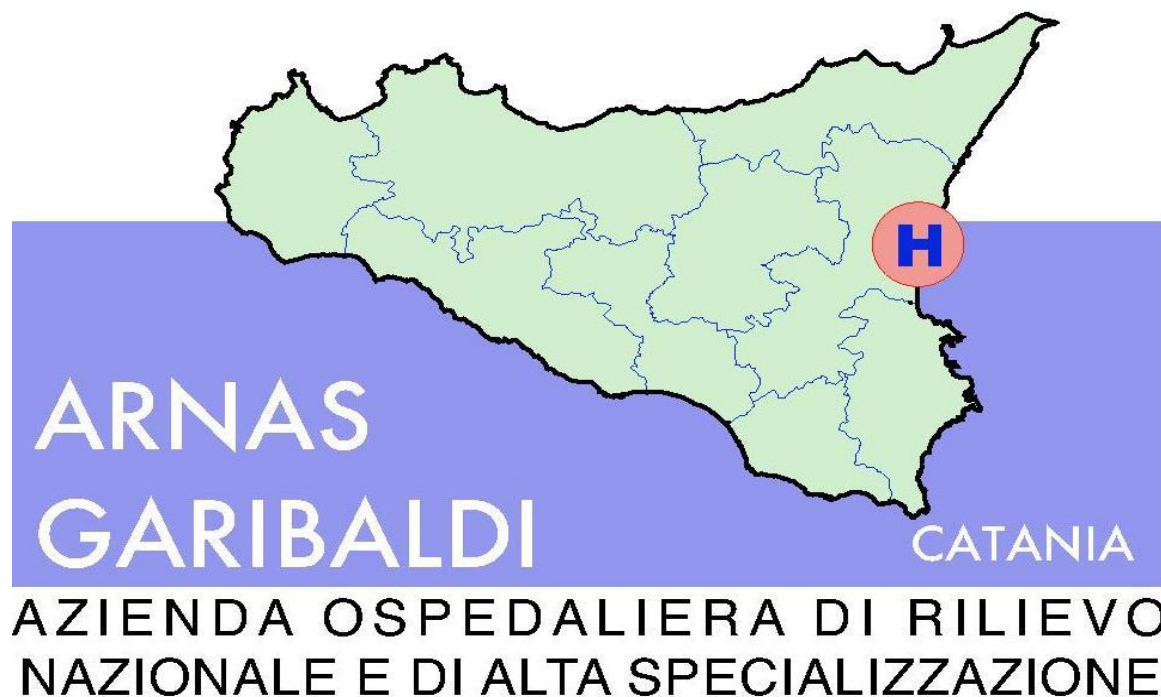 H
ARNAS
GARIBALDI
CATANIA
AZIENDA OSPEDALIERA DI RILIEVO
NAZIONALE E DI ALTA SPECIALIZZAZIONE